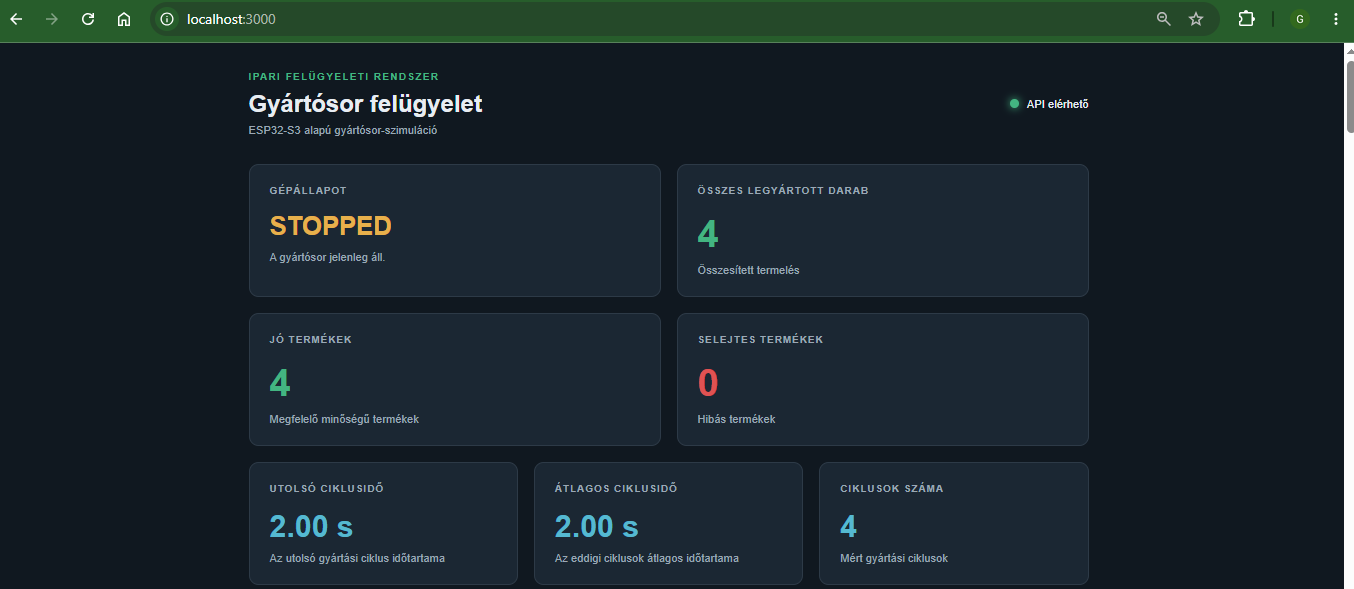 localhost:3000
G
IPARI FELÜGYELETI RENDSZER
Gyártósor felügyelet
API elérhető
ESP32-S3 alapú gyártósor-szimuláció
GÉPÁLLAPOT
STOPPED
A gyártósor jelenleg áll.
ÖSSZES LEGYÁRTOTT DARAB
4
Összesített termelés
JÓ TERMÉKEK
4
Megfelelő minőségű termékek
SELEJTES TERMÉKEK
0
Hibás termékek
UTOLSÓ CIKLUSIDŐ
2.00 s
Az utolsó gyártási ciklus időtartama
ÁTLAGOS CIKLUSIDŐ
2.00 s
Az eddigi ciklusok átlagos időtartama
CIKLUSOK SZÁMA
4
Mért gyártási ciklusok